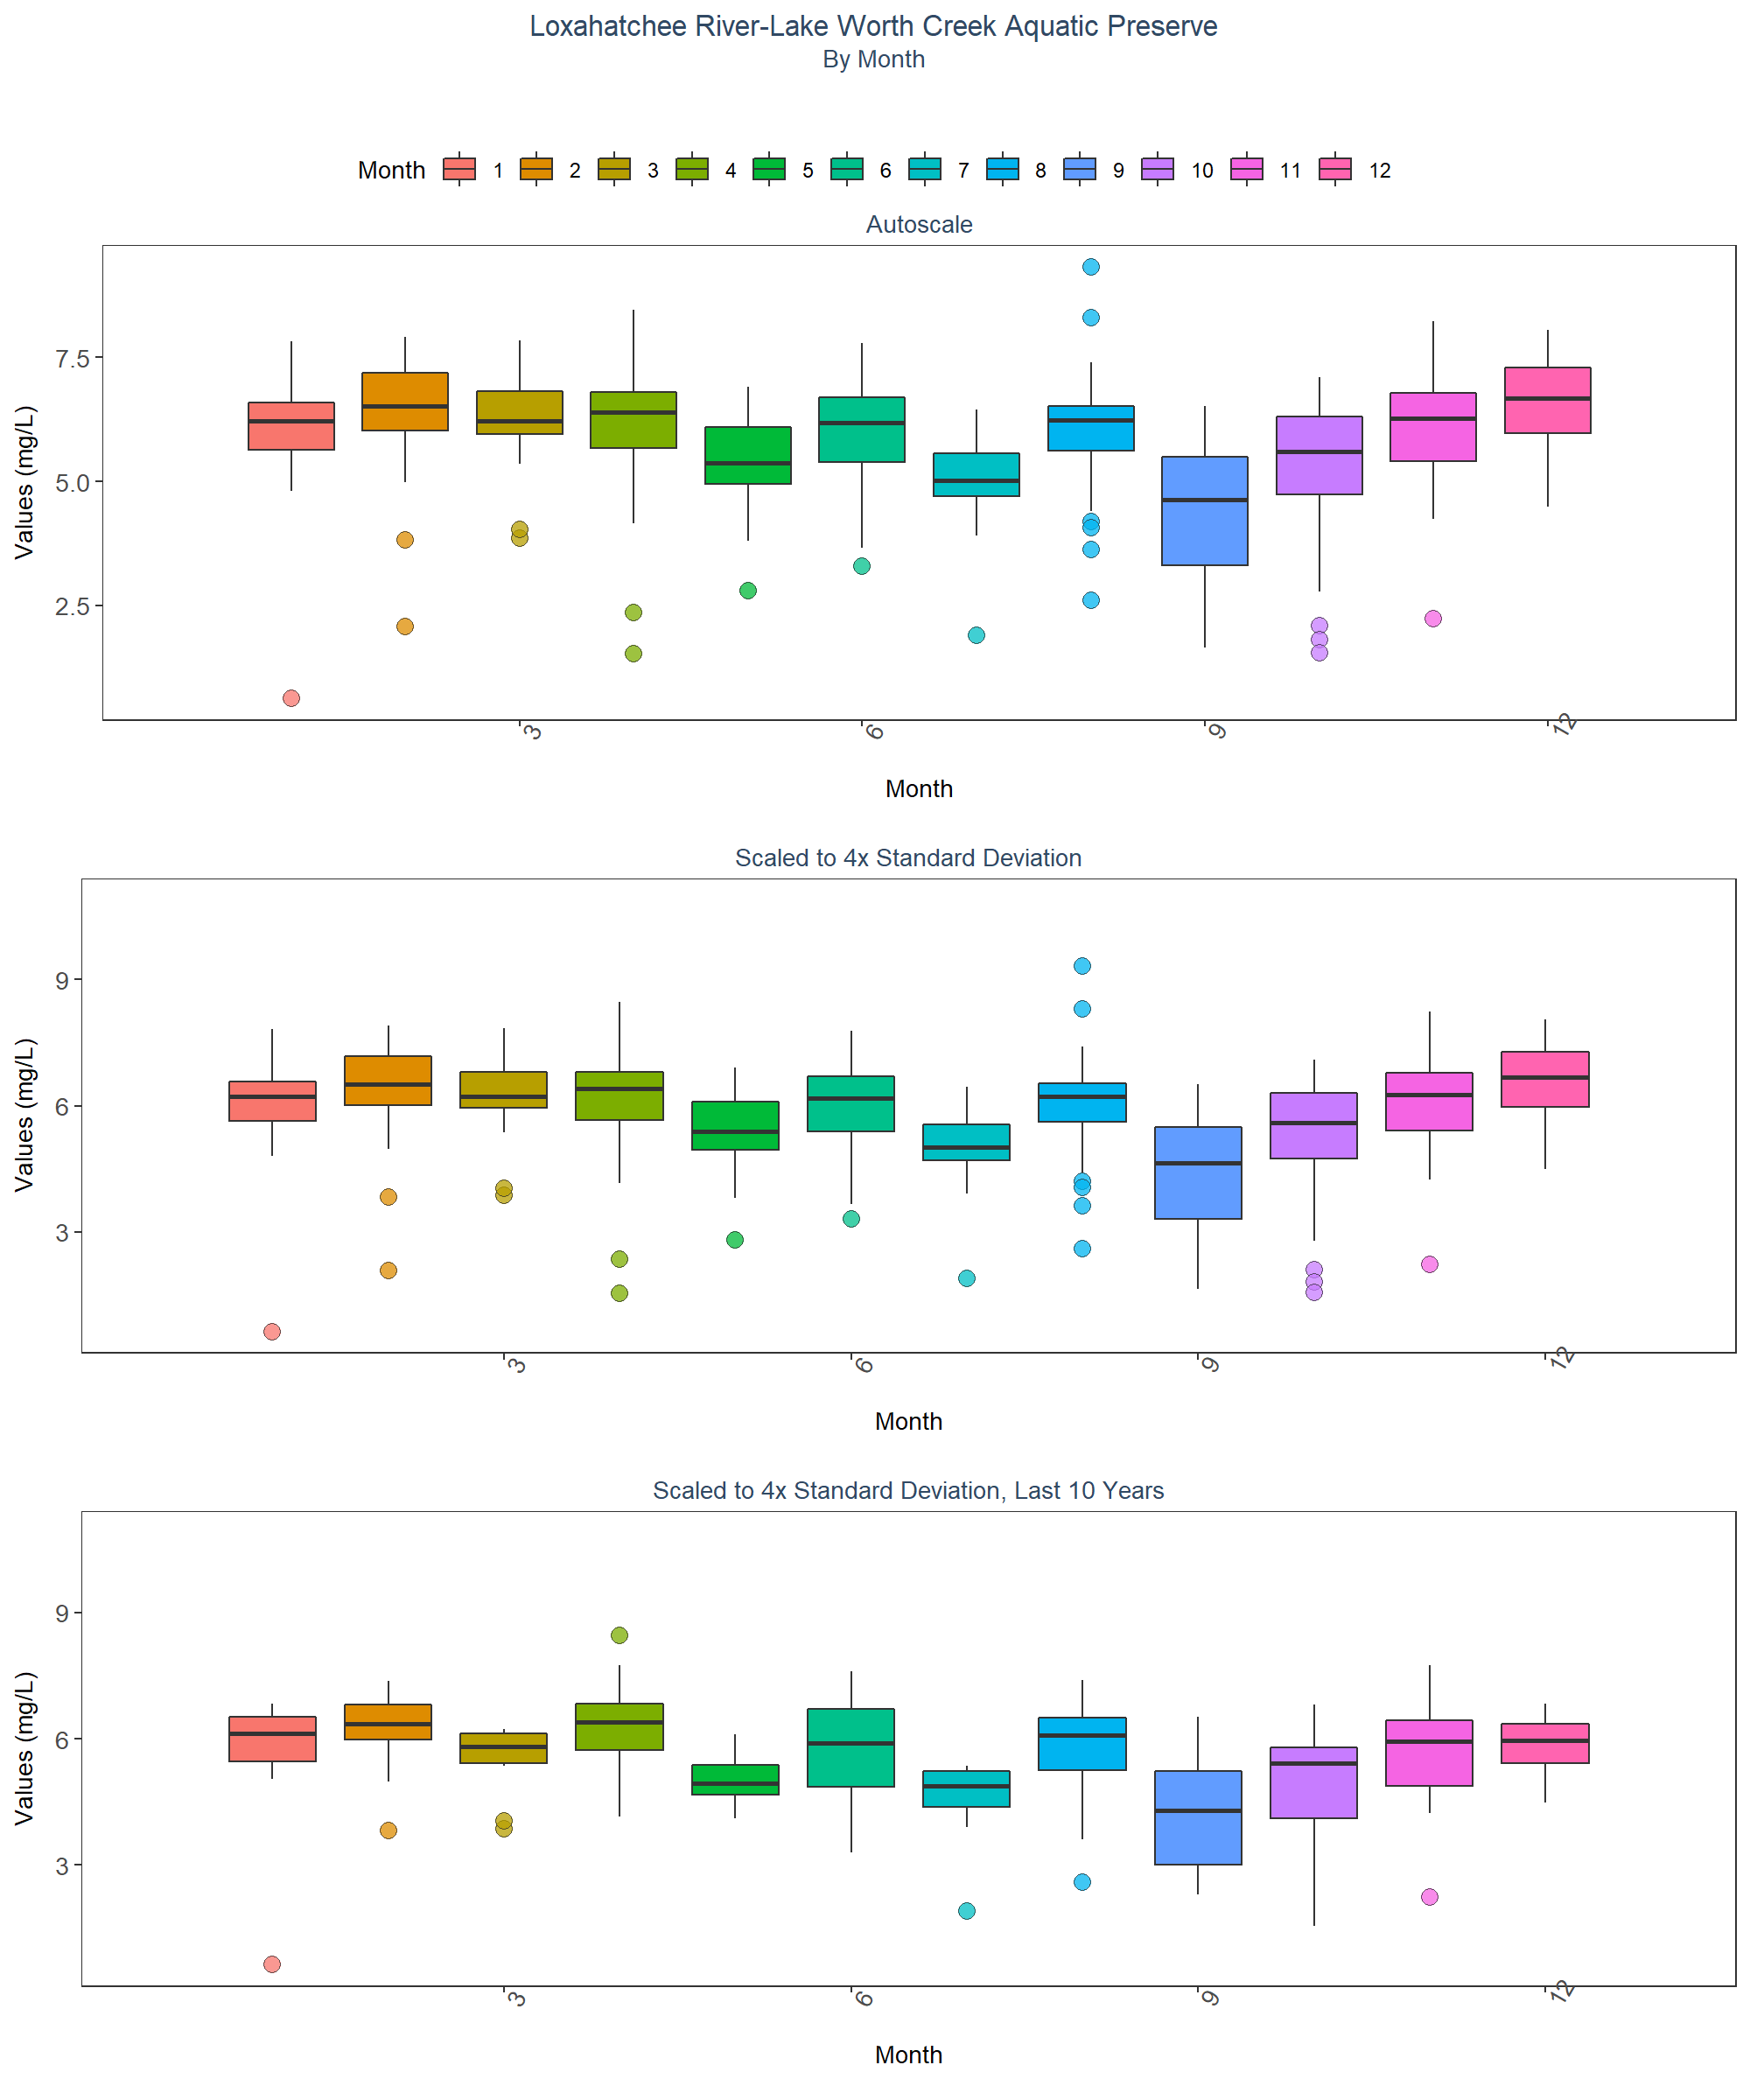 Loxahatchee River-Lake Worth Creek Aquatic Preserve
By Month
Month 1 2 3 4 5 6 7 8 9 10 11 12
Autoscale
Values (mg/L)
7.5
5.0
2.5
3 6 9 12
Month
Scaled to 4x Standard Deviation
Values (mg/L)
9
6
3
3 6 9 12
Month
Scaled to 4x Standard Deviation, Last 10 Years
Values (mg/L)
9
6
3
3 6 9 12
Month